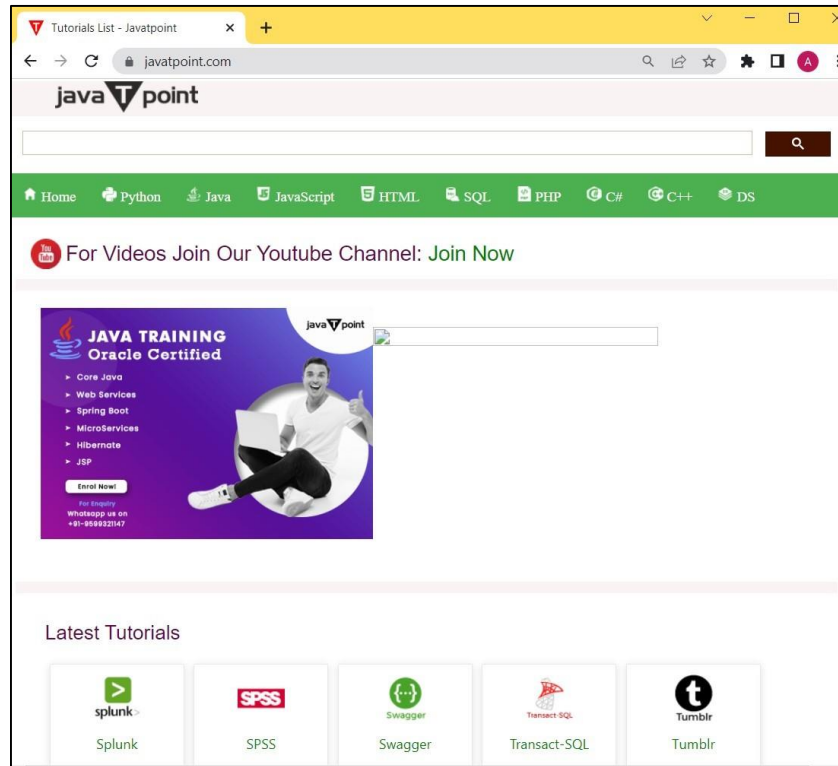 Tutorials List - Javatpoint
javatpoint.com
A
java T point
Home Python Java JavaScript HTML SQL PHP C# C++ DS
You Tube For Videos Join Our Youtube Channel: Join Now
java T point
JAVA TRAINING
Oracle Certified
► Core Java
► Web Services
► Spring Boot
► MicroServices
► Hibernate
► JSP
Enrol Now!
For Enquiry
Whatsapp us on
+91-9599321147
Latest Tutorials
splunk> SPSS Swagger Transact-SQL Tumblr
Splunk SPSS Swagger Transact-SQL Tumblr